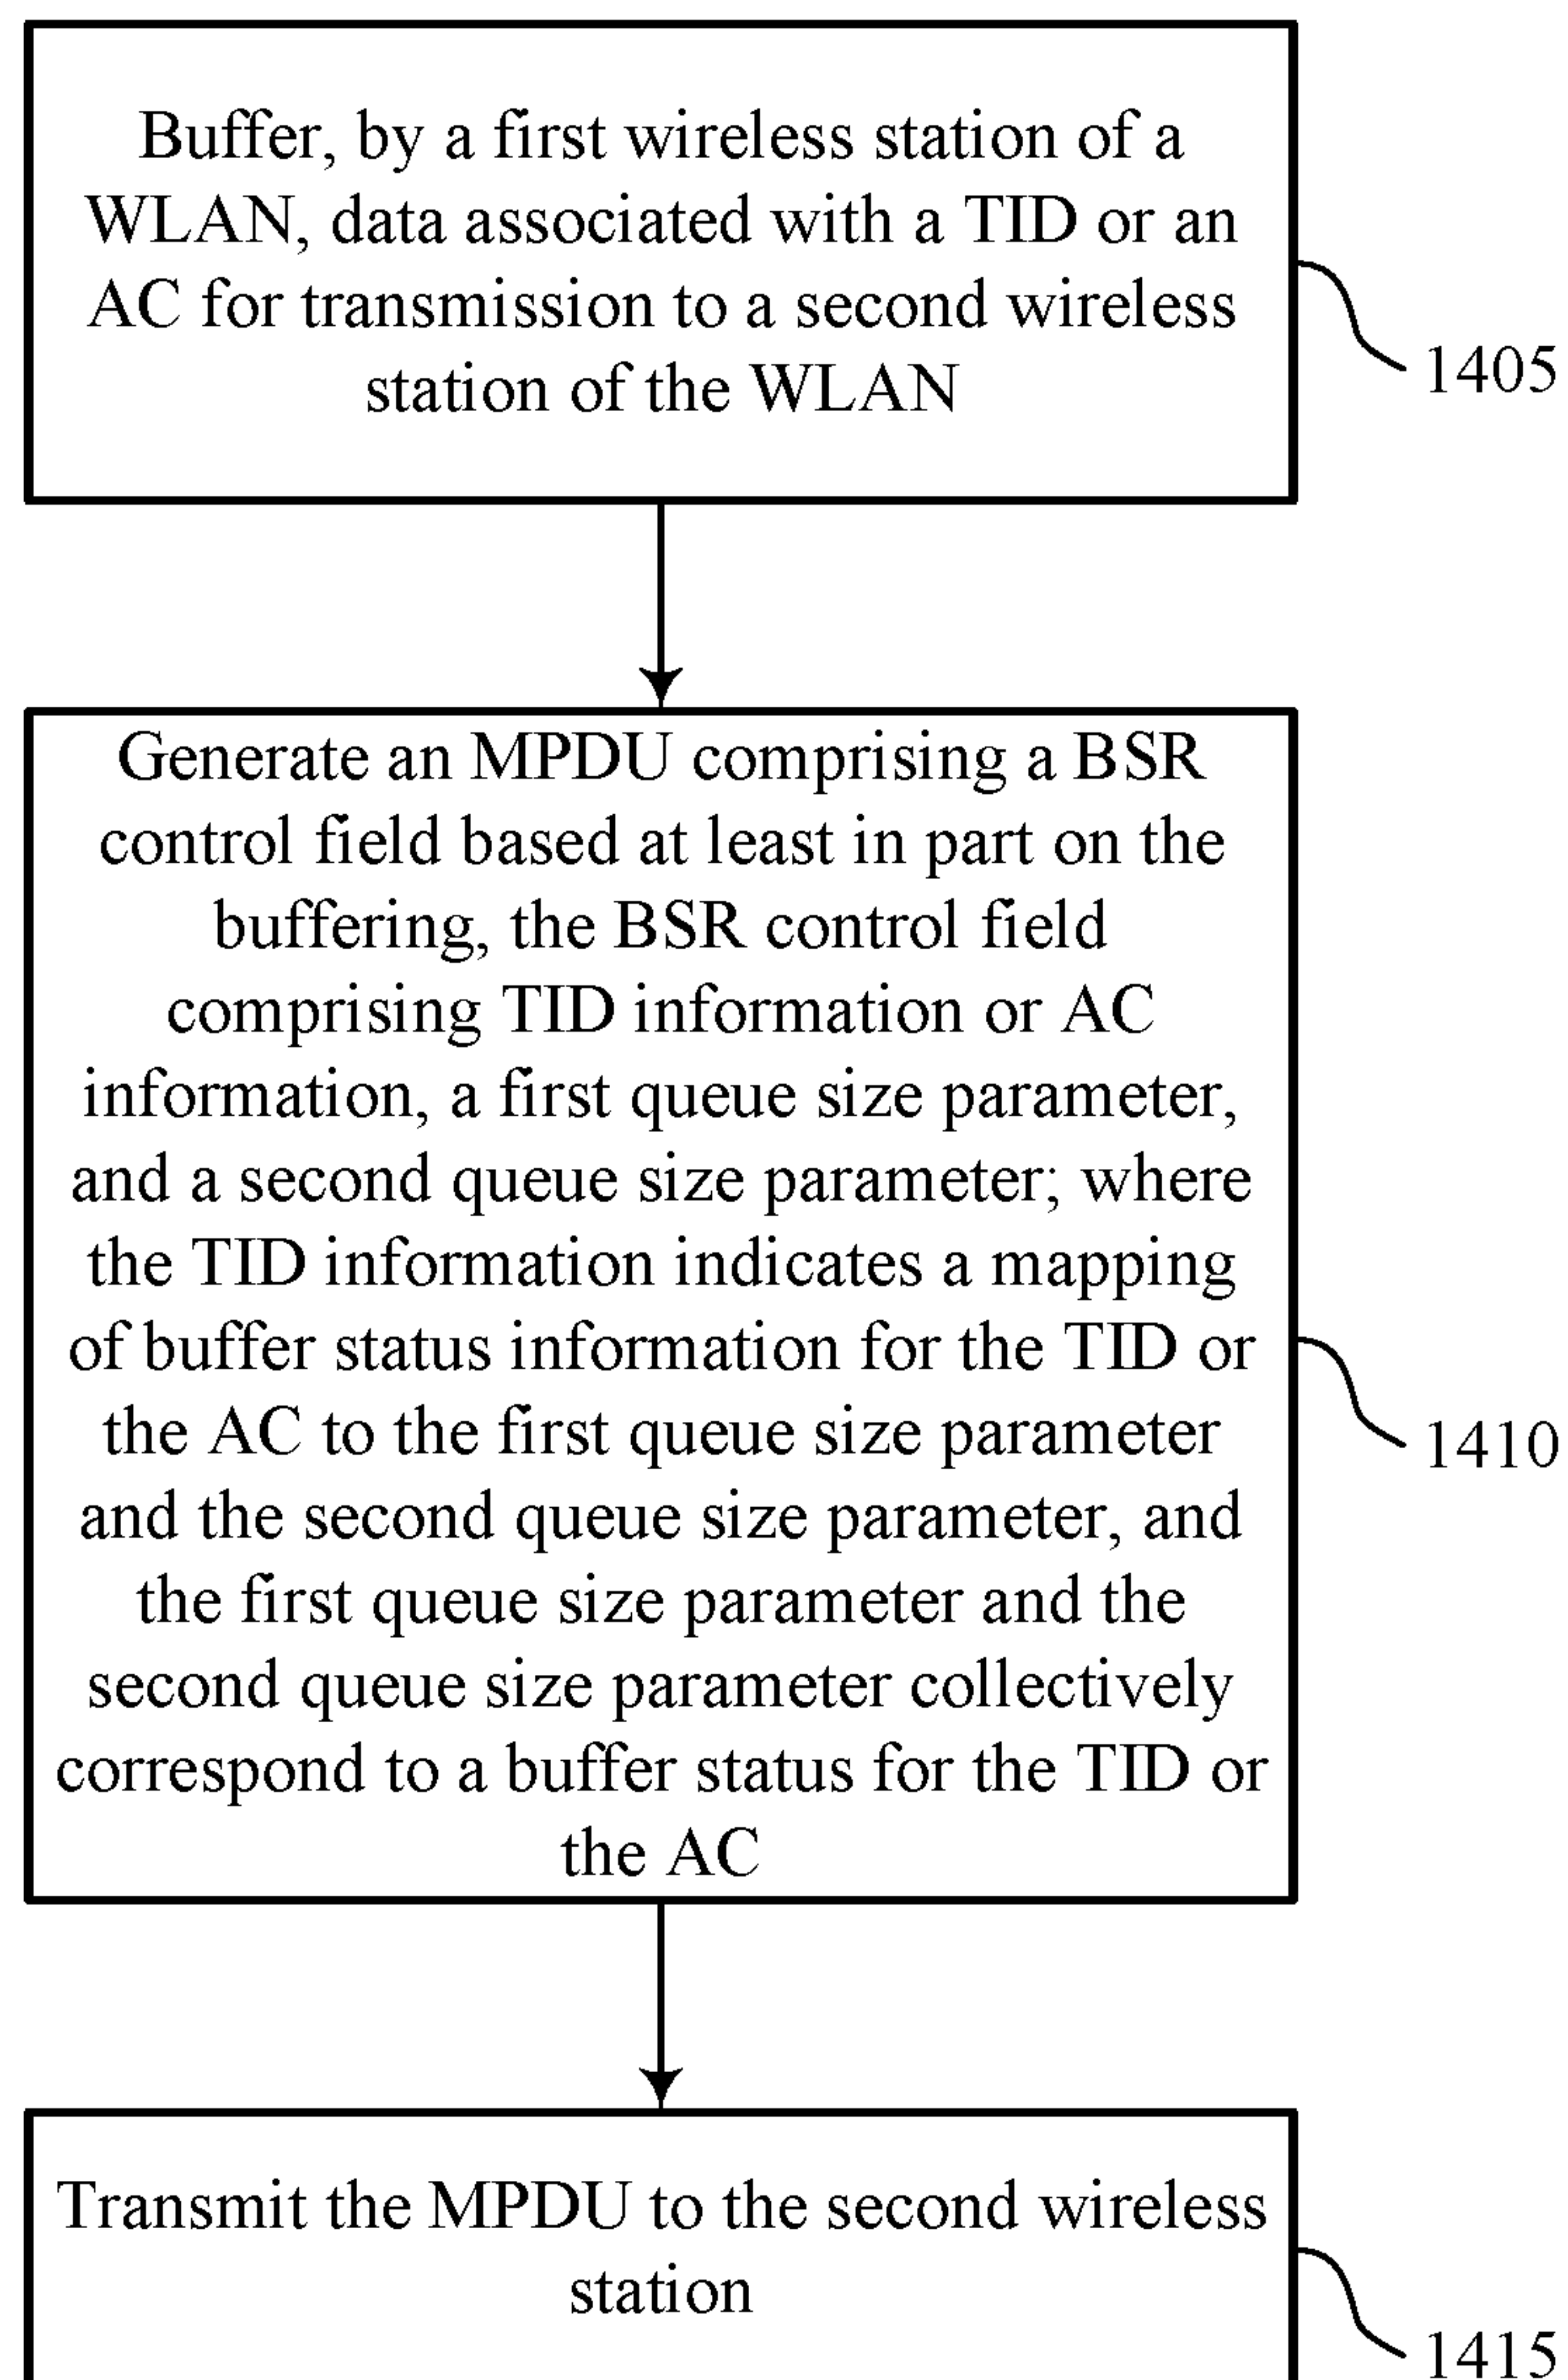 Buffer, by a first wireless station of a
WLAN, data associated with a TID or an
AC for transmission to a second wireless
station of the WLAN
1405
Generate an MPDU comprising a BSR
control field based at least in part on the
buffering, the BSR control field
comprising TID information or AC
information, a first queue size parameter,
and a second queue size parameter; where
the TID information indicates a mapping
of buffer status information for the TID or
the AC to the first queue size parameter
and the second queue size parameter, and
the first queue size parameter and the
second queue size parameter collectively
correspond to a buffer status for the TID or
the AC
1410
Transmit the MPDU to the second wireless
station
1415